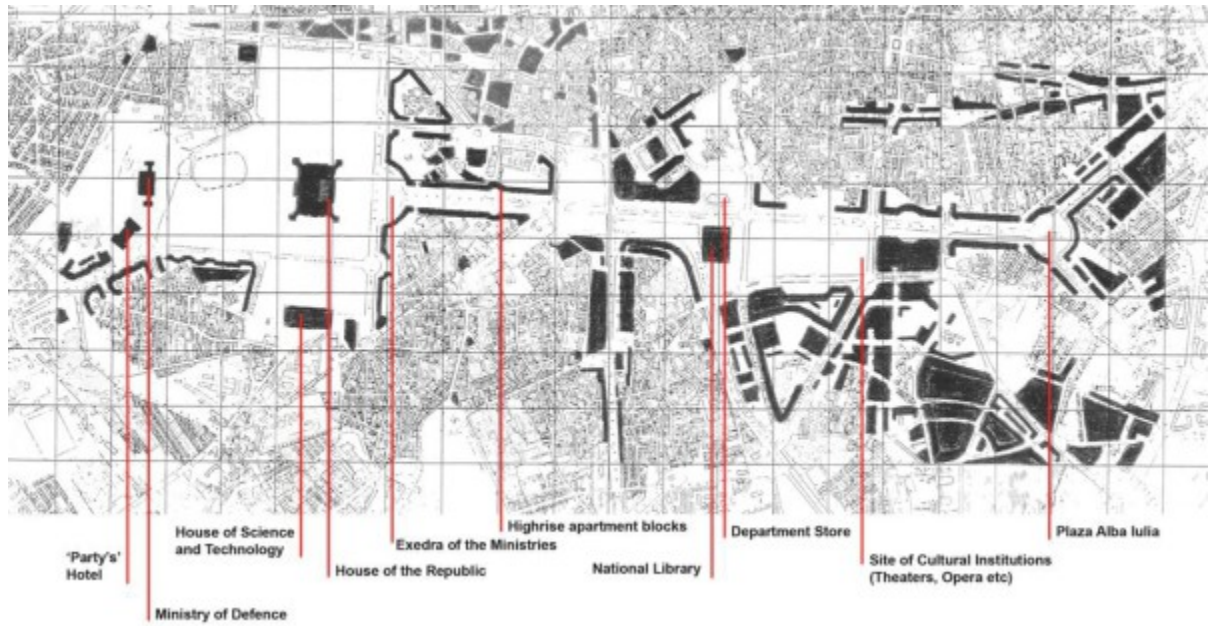 Highrise apartment blocks
House of Science
and Technology
Department Store
Plaza Alba Iulia
Exedra of the Ministries
'Party's'
Hotel
House of the Republic
National Library
Site of Cultural Institutions
(Theaters, Opera etc)
Ministry of Defence